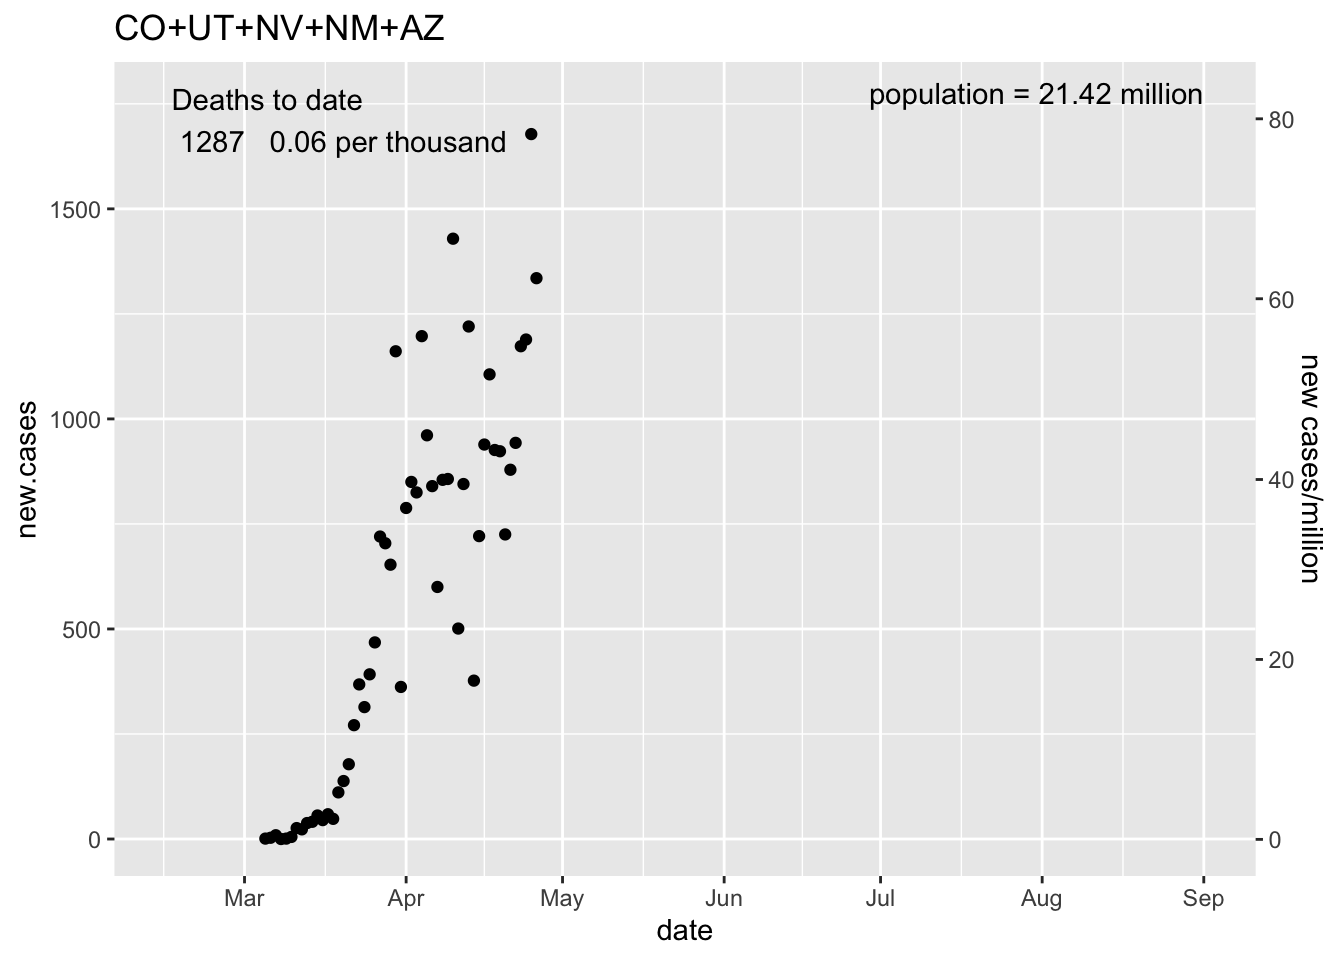 CO+UT+NV+NM+AZ
Deaths to date
1287 0.06 per thousand
population = 21.42 million
new.cases
1500
1000
500
0
80
60
40
20
0
new cases/million
Mar Apr May Jun Jul Aug Sep
date